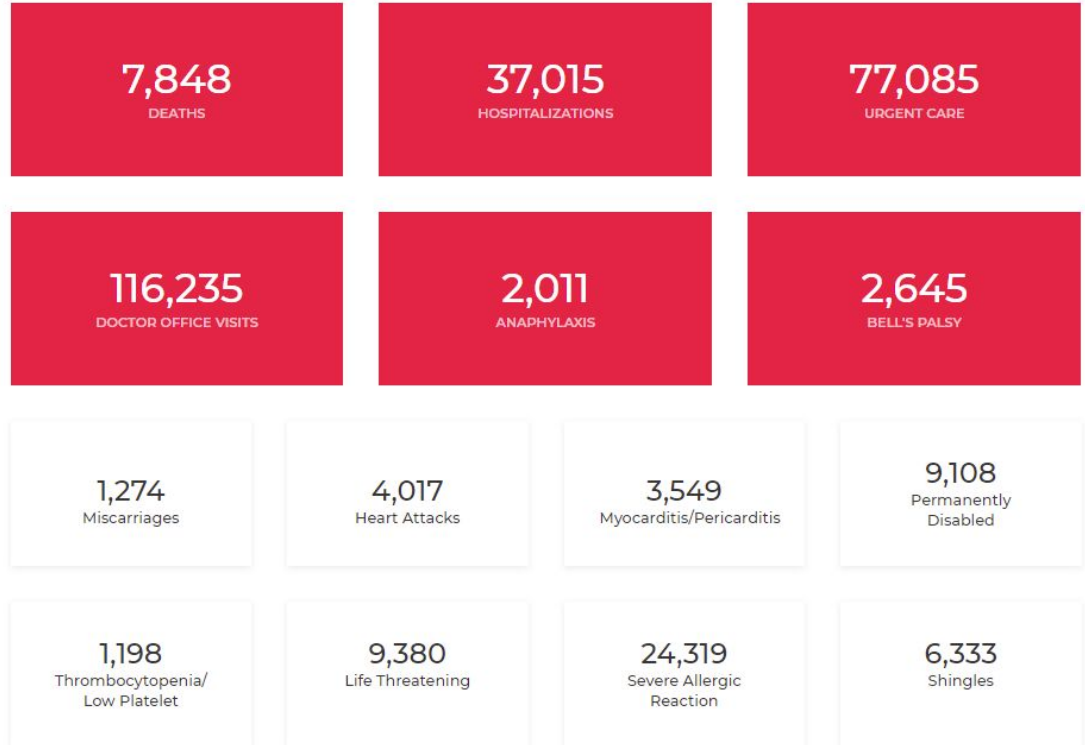 7,848
DEATHS
37,015
HOSPITALIZATIONS
77,085
URGENT CARE
116,235
DOCTOR OFFICE VISITS
2,011
ANAPHYLAXIS
2,645
BELL'S PALSY
1,274
Miscarriages
4,017
Heart Attacks
3,549
Myocarditis/Pericarditis
9,108
Permanently
Disabled
1,198
Thrombocytopenia/
Low Platelet
9,380
Life Threatening
24,319
Severe Allergic
Reaction
6,333
Shingles